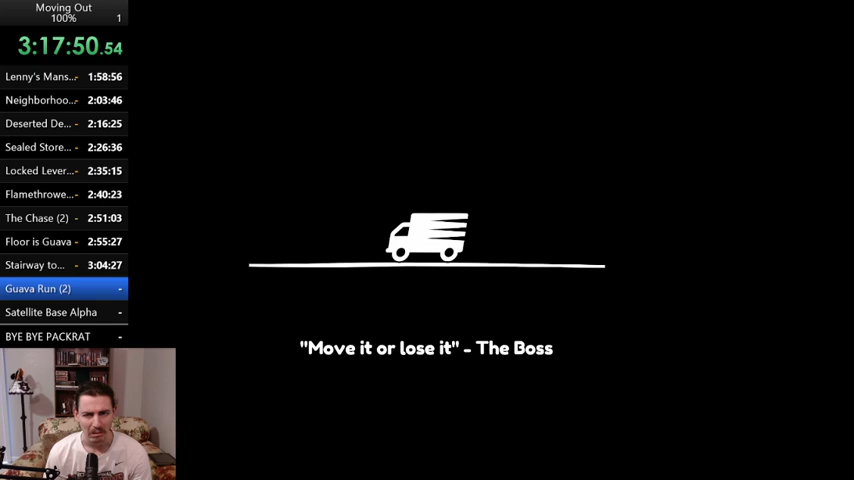 Moving Out
100% 1
3:17:50.54
Lenny's Mans... - 1:58:56
Neighborhoo... - 2:03:46
Deserted De... - 2:16:25
Sealed Store... - 2:26:36
Locked Lever... - 2:35:15
Flamethrowe... - 2:40:23
The Chase (2) - 2:51:03
Floor is Guava - 2:55:27
Stairway to... - 3:04:27
Guava Run (2) -
Satellite Base Alpha -
BYE BYE PACKRAT -
"Move it or lose it" - The Boss